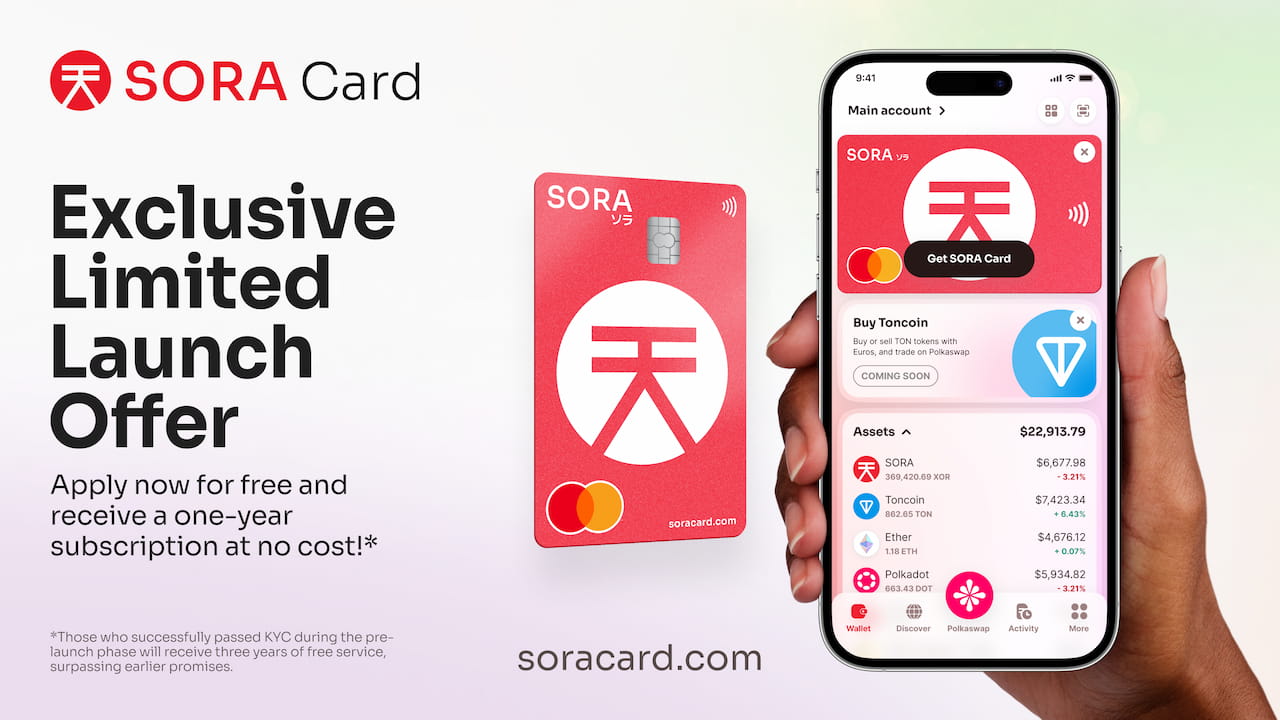 SORA Card
Exclusive
Limited
Launch
Offer
Apply now for free and
receive a one-year
subscription at no cost!*
*Those who successfully passed KYC during the pre-
launch phase will receive three years of free service,
surpassing earlier promises.
SORA
ソラ
soracard.com
soracard.com
9:41
Main account
SORA ソラ
Get SORA Card
Buy Toncoin
Buy or sell TON tokens with
Euros, and trade on Polkaswap
COMING SOON
Assets $22,913.79
SORA $6,677.98
369,420.69 XOR - 3.21%
Toncoin $7,423.34
862.65 TON + 6.43%
Ether $4,676.12
1.18 ETH + 0.07%
Polkadot $5,934.82
663.43 DOT - 3.21%
Wallet Discover Polkaswap Activity More